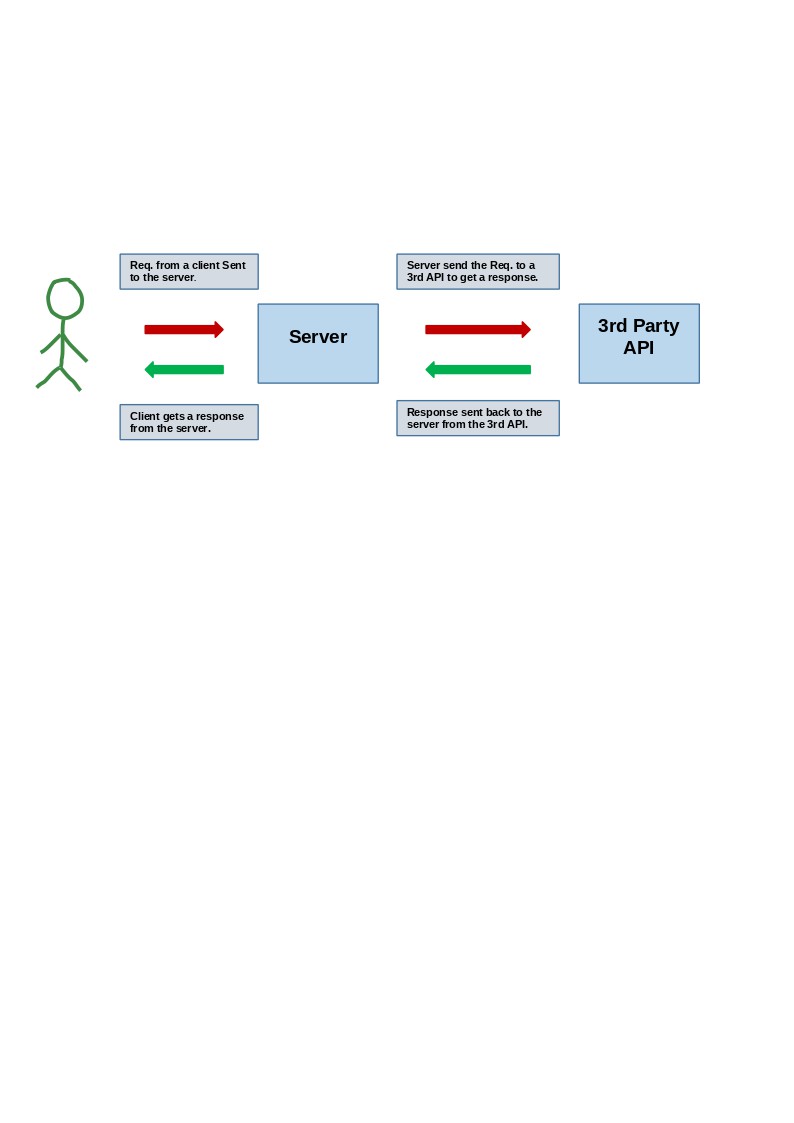 Req. from a client Sent
to the server.
Server send the Req. to a
3rd API to get a response.
Server
3rd Party
API
Client gets a response
from the server.
Response sent back to the
server from the 3rd API.